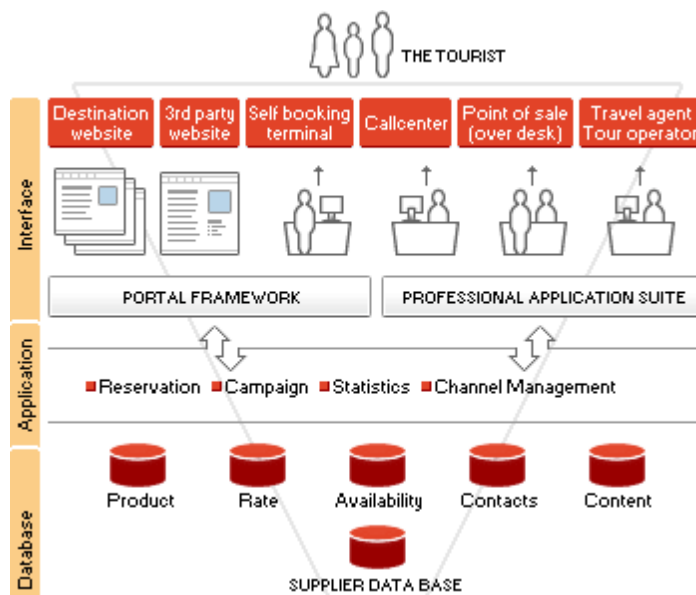 THE TOURIST
Destination website
3rd party website
Self booking terminal
Callcenter
Point of sale (over desk)
Travel agent Tour operator
Interface
PORTAL FRAMEWORK
PROFESSIONAL APPLICATION SUITE
Application
Reservation
Campaign
Statistics
Channel Management
Database
Product
Rate
Availability
Contacts
Content
SUPPLIER DATA BASE